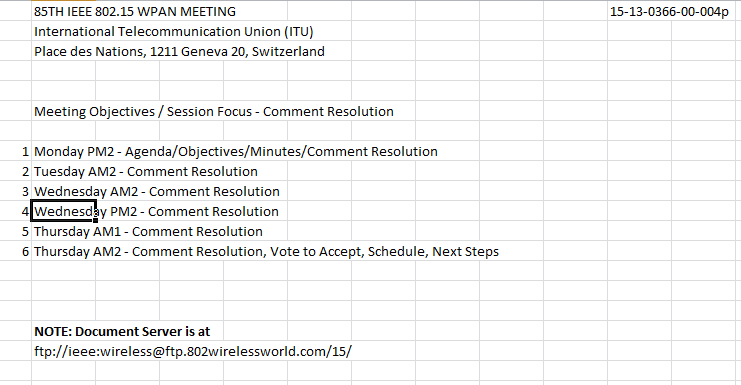 85TH IEEE 802.15 WPAN MEETING 15-13-0366-00-004p
International Telecommunication Union (ITU)
Place des Nations, 1211 Geneva 20, Switzerland
Meeting Objectives / Session Focus - Comment Resolution
1 Monday PM2 - Agenda/Objectives/Minutes/Comment Resolution
2 Tuesday AM2 - Comment Resolution
3 Wednesday AM2 - Comment Resolution
4 Wednesday PM2 - Comment Resolution
5 Thursday AM1 - Comment Resolution
6 Thursday AM2 - Comment Resolution, Vote to Accept, Schedule, Next Steps
NOTE: Document Server is at
ftp://ieee:wireless@ftp.802wirelessworld.com/15/